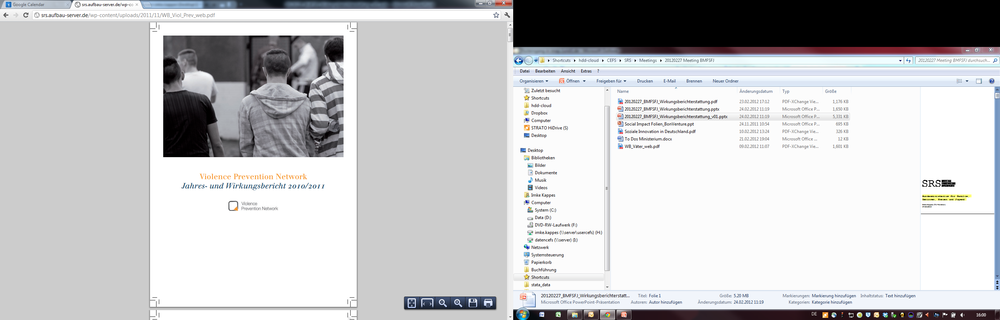 Google Calendar
srs.aufbau-server.de/wp-co
srs.aufbau-server.de/wp-content/uploads/2011/11/WB_Viol_Prev_web.pdf
Violence Prevention Network
Jahres- und Wirkungsbericht 2010/2011
Violence
Prevention Network
Shortcuts hdd-cloud CEFS SRS Meetings 20120227 Meeting BMFSFJ
20120227 Meeting BMFSFJ durchsuch...
Datei Bearbeiten Ansicht Extras ?
Organisieren Öffnen Freigeben für Drucken E-Mail Brennen Neuer Ordner
Zuletzt besucht
Shortcuts
hdd-cloud
Dropbox
Computer
STRATO HiDrive (S)
Desktop
Desktop
Bibliotheken
Bilder
Dokumente
Musik
Videos
Imke Kappes
Computer
System (C:)
Data (D:)
DVD-RW-Laufwerk (F:)
imke.kappes (\\server\usercefs) (H:)
datencefs (\\server) (I:)
Netzwerk
Systemsteuerung
Papierkorb
Buchführung
Shortcuts
stata_data
Name Änderungsdatum Typ Größe
20120227_BMFSFJ_Wirkungsberichterstattung.pdf 23.02.2012 17:12 PDF-XChange Vie... 1,176 KB
20120227_BMFSFJ_Wirkungsberichterstattung.pptx 24.02.2012 11:19 Microsoft Office P... 1,650 KB
20120227_BMFSFJ_Wirkungsberichterstattung_v01.pptx 24.02.2012 11:19 Microsoft Office P... 5,331 KB
Social Impact Folien_BonVenture.ppt 24.11.2011 10:54 Microsoft Office P... 695 KB
Soziale Innovation in Deutschland.pdf 10.02.2012 13:24 PDF-XChange Vie... 326 KB
To Dos Ministerium.docx 21.02.2012 19:04 Microsoft Office ... 12 KB
WB_Väter_web.pdf 09.02.2012 11:07 PDF-XChange Vie... 1,601 KB
SRS
Bundesministerium für Familie,
Senioren, Frauen und Jugend
Imke Kappes (TU München)
27.02.2012
20120227_BMFSFJ_Wirkungsberichterstatt... Titel: Folie 1 Größe: 5.20 MB Markierungen: Markierung hinzufügen Inhaltstatus: Text hinzufügen
Microsoft Office PowerPoint-Präsentation Autoren: Autor hinzufügen Änderungsdatum: 24.02.2012 11:19 Kategorien: Kategorie hinzufügen
DE 16:00